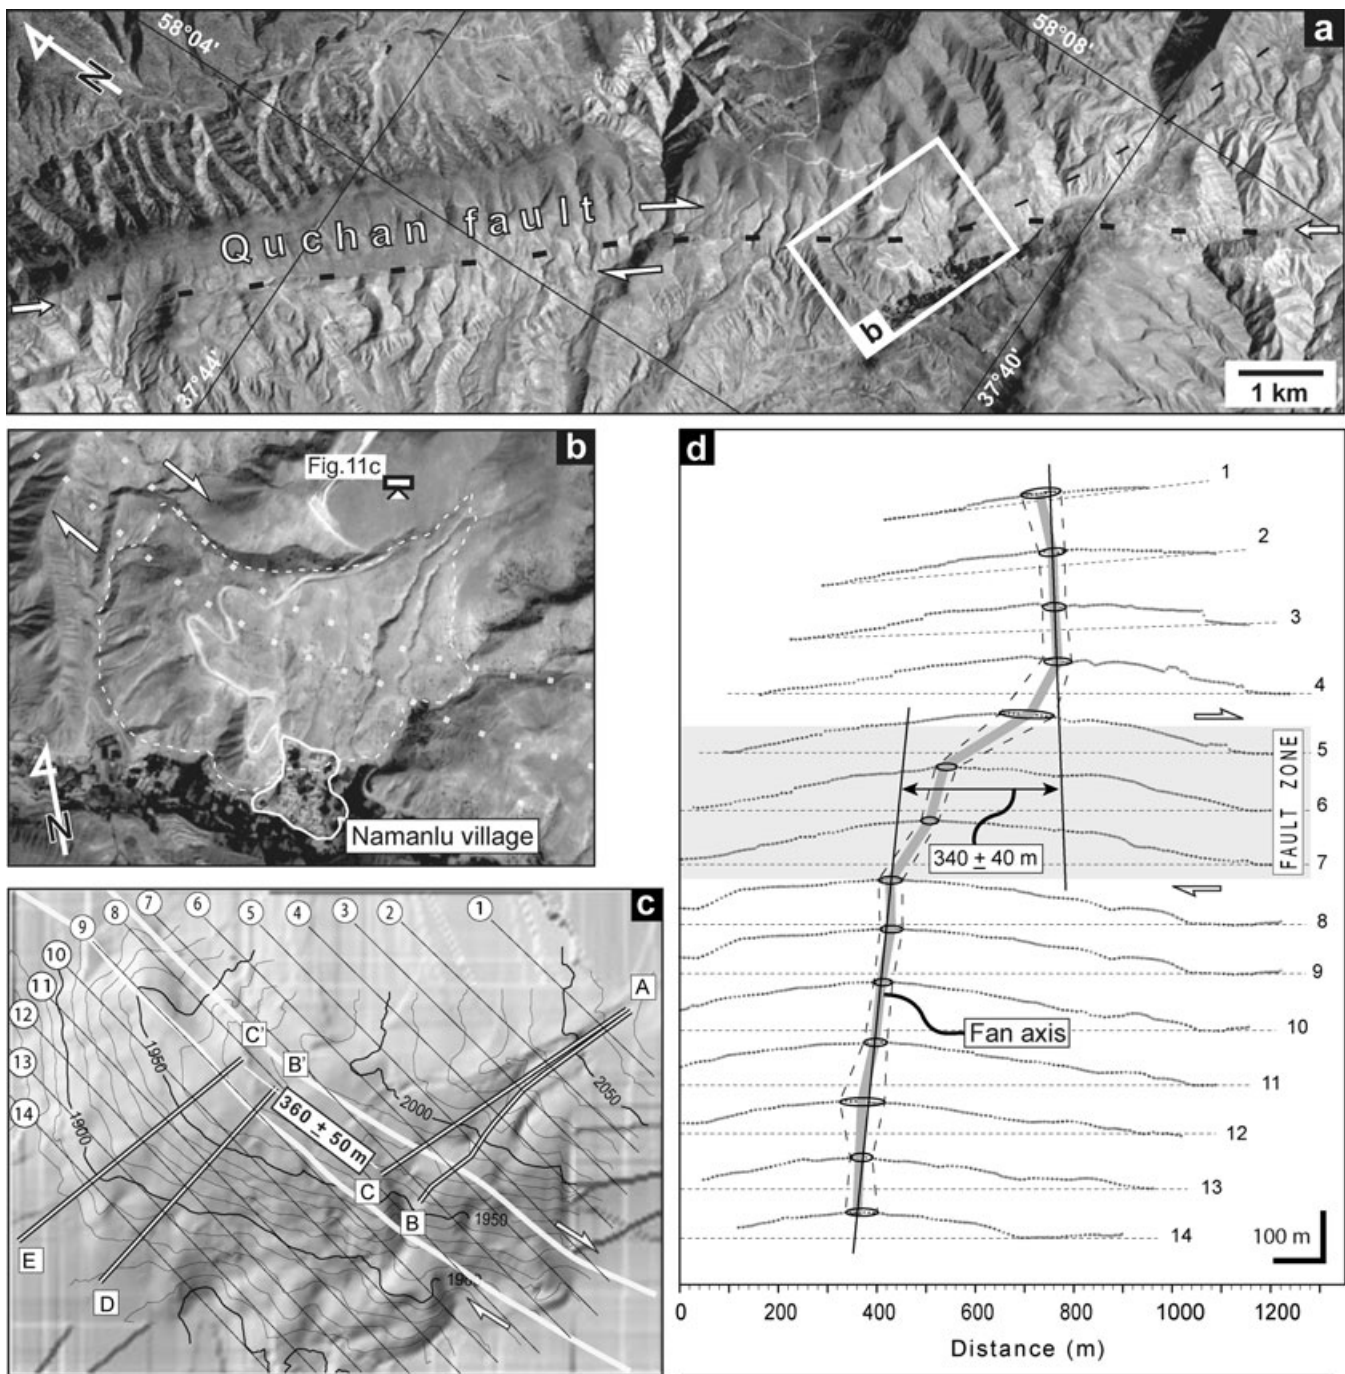 a
58°04'
58°08'
N
Quchan fault
b
37°44'
37°40'
1 km
b
Fig.11c
N
Namanlu village
c
1
2
3
4
5
6
7
8
9
10
11
12
13
14
A
C'
B'
1950
2000
2050
1900
360 ± 50 m
C
B
1950
E
D
d
1
2
3
4
5
6
7
8
9
10
11
12
13
14
FAULT ZONE
340 ± 40 m
Fan axis
100 m
0 200 400 600 800 1000 1200
Distance (m)